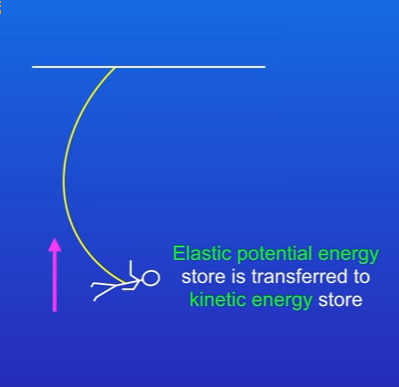 Elastic potential energy
store is transferred to
kinetic energy store